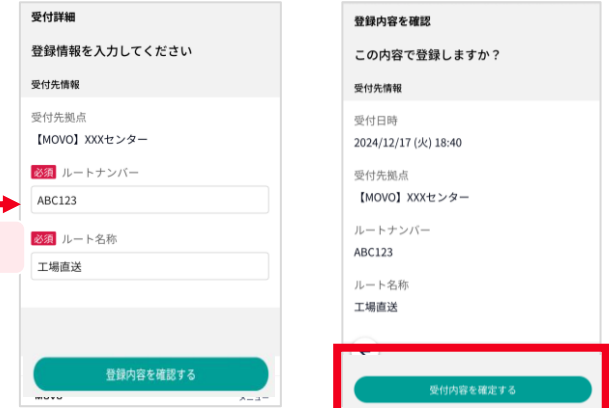 受付詳細
登録情報を入力してください
受付先情報
受付先拠点
【MOVO】XXXセンター
必須 ルートナンバー
ABC123
必須 ルート名称
工場直送
登録内容を確認する
登録内容を確認
この内容で登録しますか？
受付先情報
受付日時
2024/12/17 (火) 18:40
受付先拠点
【MOVO】XXXセンター
ルートナンバー
ABC123
ルート名称
工場直送
受付内容を確定する